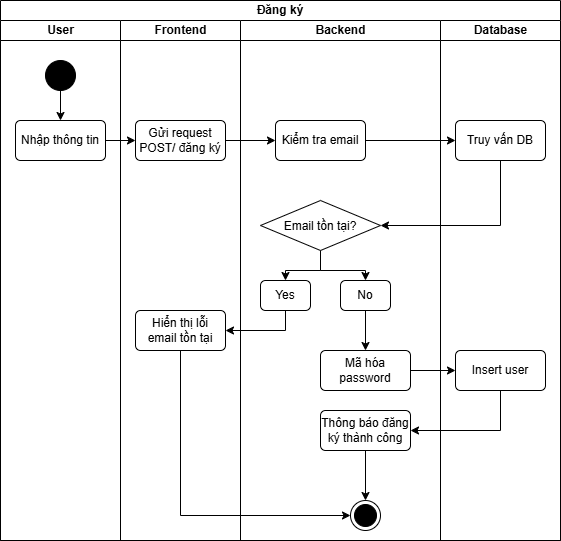 Đăng ký
User
Frontend
Backend
Database
Nhập thông tin
Gửi request
POST/ đăng ký
Kiểm tra email
Truy vấn DB
Email tồn tại?
Yes
No
Hiển thị lỗi
email tồn tại
Mã hóa
password
Insert user
Thông báo đăng
ký thành công